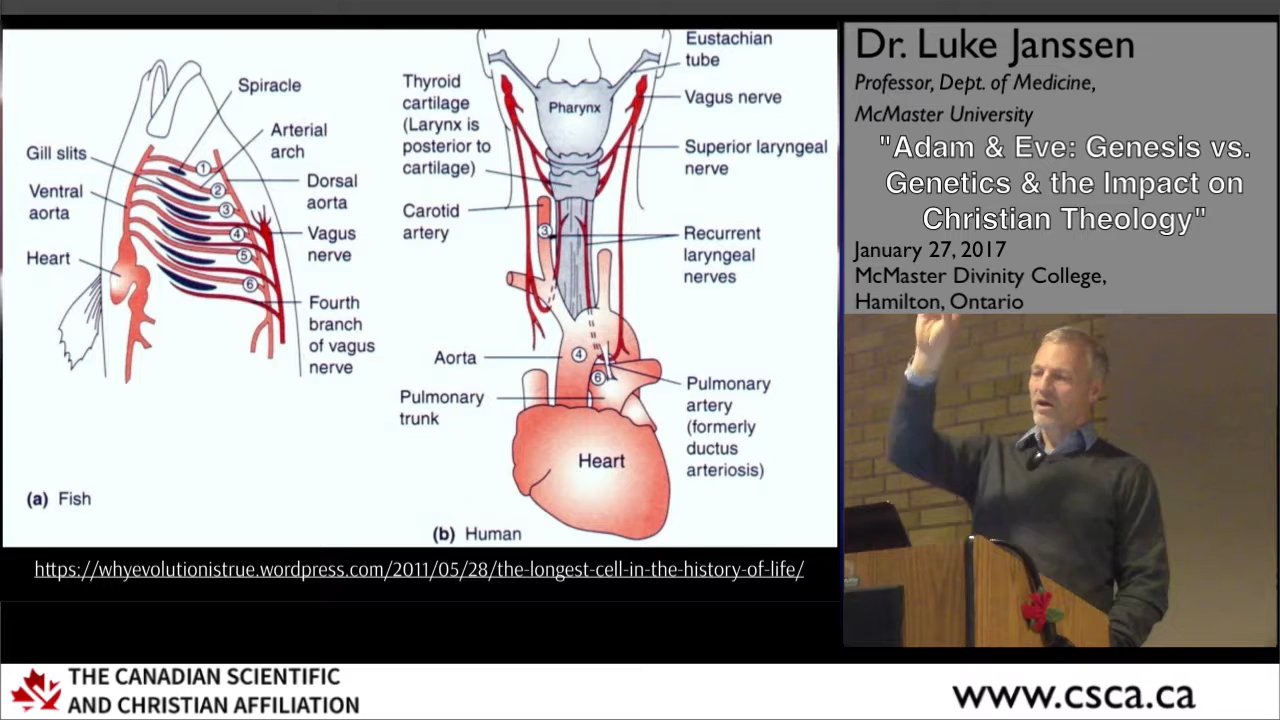 Spiracle
Arterial
arch
Gill slits
Ventral
aorta
Dorsal
aorta
Heart
Vagus
nerve
Fourth
branch
of vagus
nerve
1
2
3
4
5
6
(a) Fish
Eustachian
tube
Thyroid
cartilage
(Larynx is
posterior to
cartilage)
Pharynx
Vagus nerve
Superior laryngeal
nerve
Carotid
artery
3
Recurrent
laryngeal
nerves
Aorta
4
6
Pulmonary
trunk
Pulmonary
artery
(formerly
ductus
arteriosis)
Heart
(b) Human
https://whyevolutionistrue.wordpress.com/2011/05/28/the-longest-cell-in-the-history-of-life/
Dr. Luke Janssen
Professor, Dept. of Medicine,
McMaster University
"Adam & Eve: Genesis vs.
Genetics & the Impact on
Christian Theology"
January 27, 2017
McMaster Divinity College,
Hamilton, Ontario
THE CANADIAN SCIENTIFIC
AND CHRISTIAN AFFILIATION
www.csca.ca